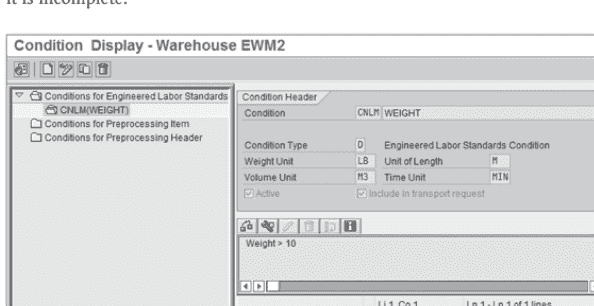 it is incomplete.
Condition Display - Warehouse EWM2
Conditions for Engineered Labor Standards
CNLM(WEIGHT)
Conditions for Preprocessing Item
Conditions for Preprocessing Header
Condition Header
Condition CNLM WEIGHT
Condition Type D Engineered Labor Standards Condition
Weight Unit LB Unit of Length M
Volume Unit M3 Time Unit MIN
Active Include in transport request
Weight > 10
Li 1, Co 1 Ln 1 - Ln 1 of 1 lines